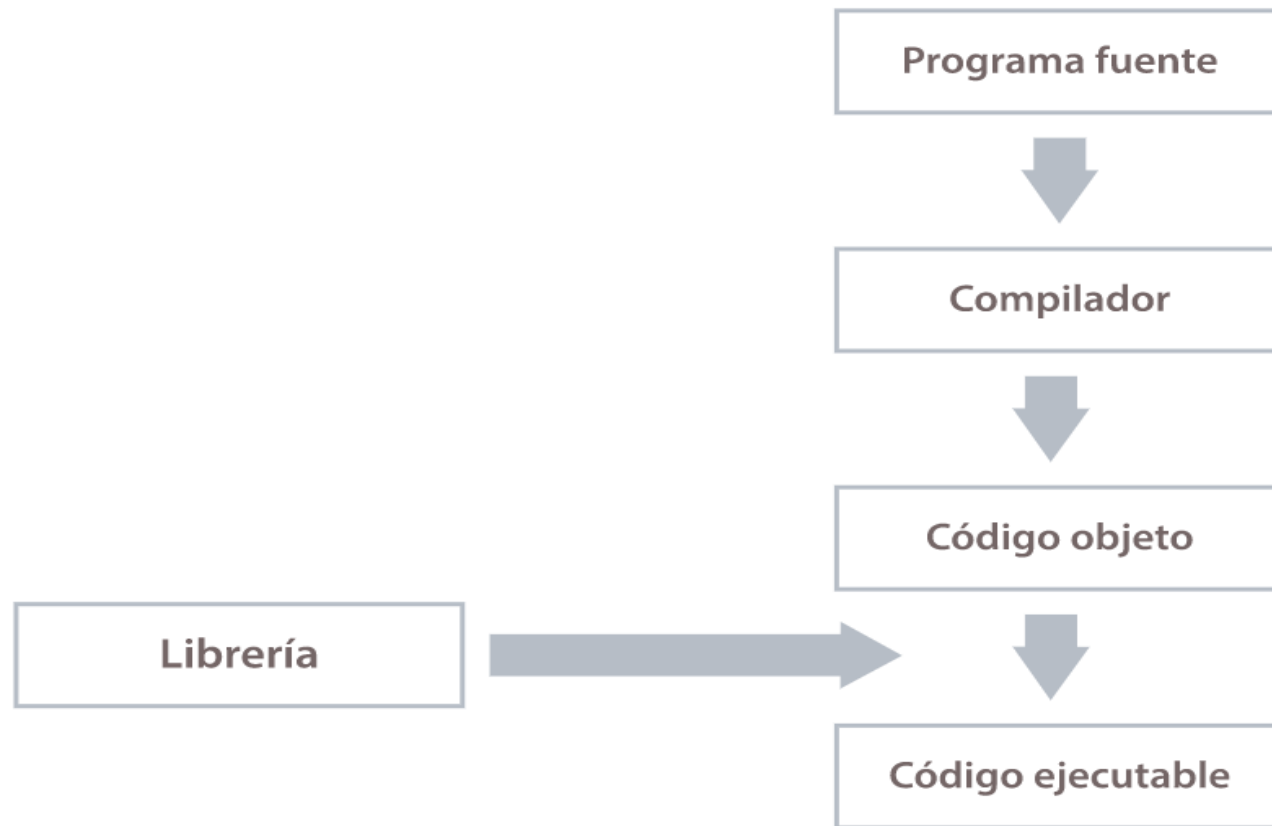 Programa fuente
Compilador
Código objeto
Librería
Código ejecutable